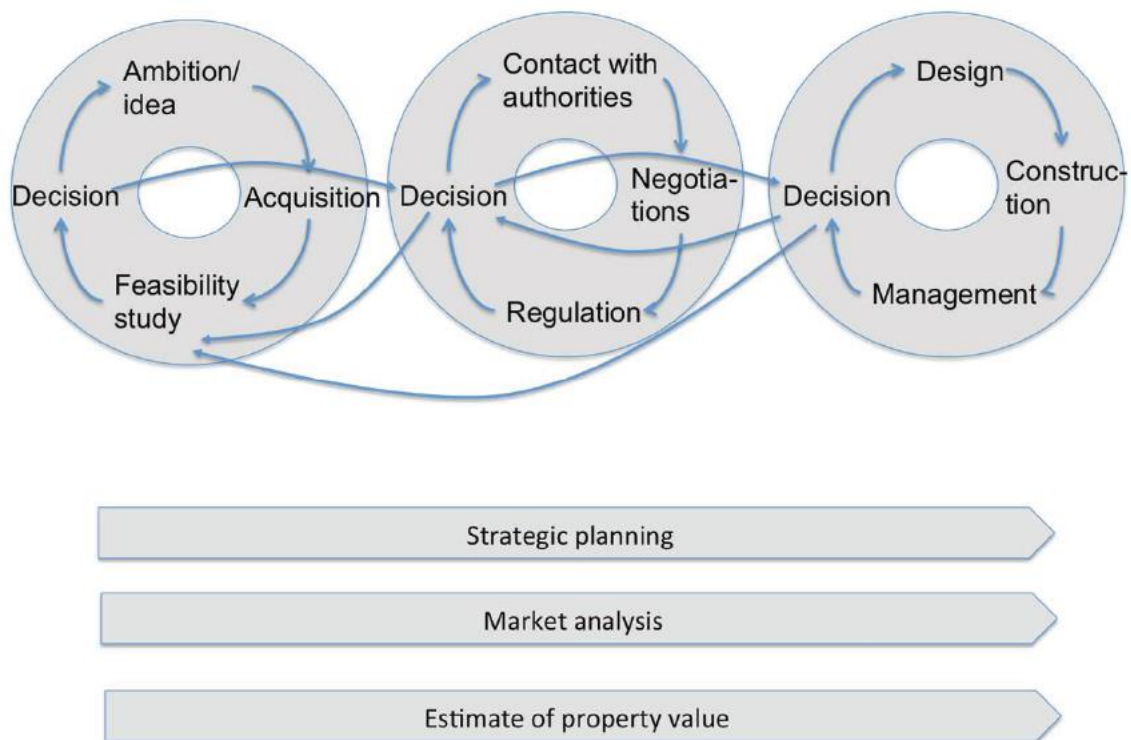 Ambition/
idea
Decision
Acquisition
Feasibility
study
Contact with
authorities
Decision
Negotia-
tions
Regulation
Design
Decision
Construc-
tion
Management
Strategic planning
Market analysis
Estimate of property value